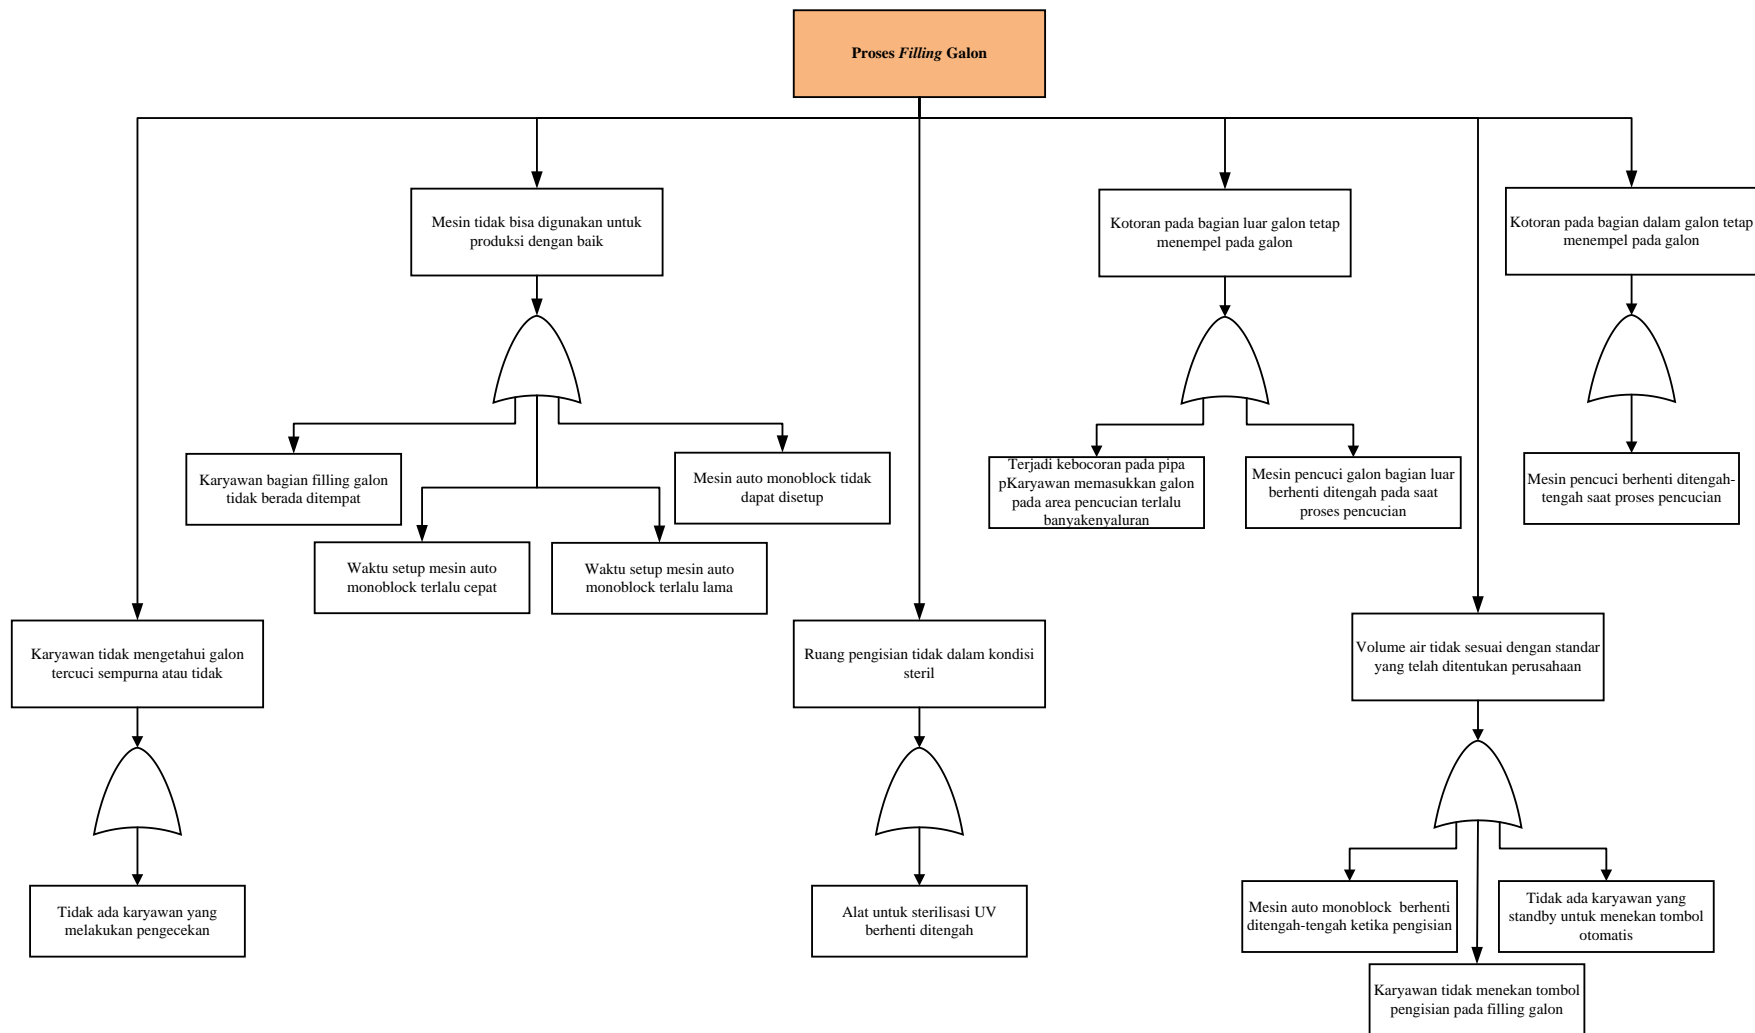 Proses Filling Galon
Mesin tidak bisa digunakan untuk
produksi dengan baik
Kotoran pada bagian luar galon tetap
menempel pada galon
Kotoran pada bagian dalam galon tetap
menempel pada galon
Karyawan bagian filling galon
tidak berada ditempat
Mesin auto monoblock tidak
dapat disetup
Terjadi kebocoran pada pipa
pKaryawan memasukkan galon
pada area pencucian terlalu
banyakenyaluran
Mesin pencuci galon bagian luar
berhenti ditengah pada saat
proses pencucian
Mesin pencuci berhenti ditengah-
tengah saat proses pencucian
Waktu setup mesin auto
monoblock terlalu cepat
Waktu setup mesin auto
monoblock terlalu lama
Karyawan tidak mengetahui galon
tercuci sempurna atau tidak
Ruang pengisian tidak dalam kondisi
steril
Volume air tidak sesuai dengan standar
yang telah ditentukan perusahaan
Tidak ada karyawan yang
melakukan pengecekan
Alat untuk sterilisasi UV
berhenti ditengah
Mesin auto monoblock  berhenti
ditengah-tengah ketika pengisian
Tidak ada karyawan yang
standby untuk menekan tombol
otomatis
Karyawan tidak menekan tombol
pengisian pada filling galon